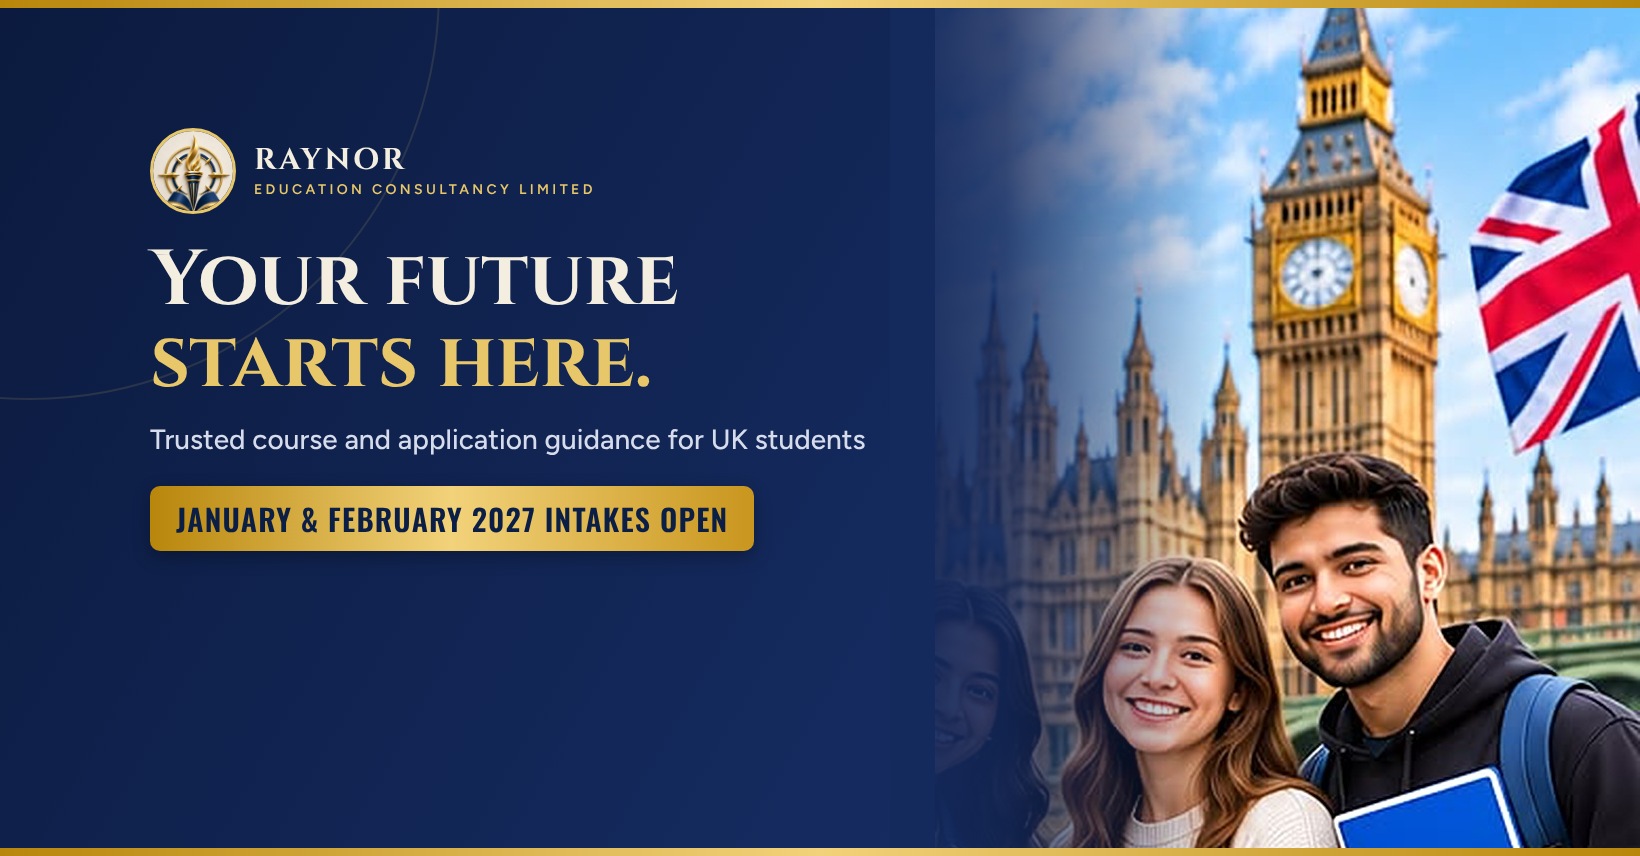 RAYNOR
EDUCATION CONSULTANCY LIMITED
YOUR FUTURE
STARTS HERE.
Trusted course and application guidance for UK students
JANUARY & FEBRUARY 2027 INTAKES OPEN